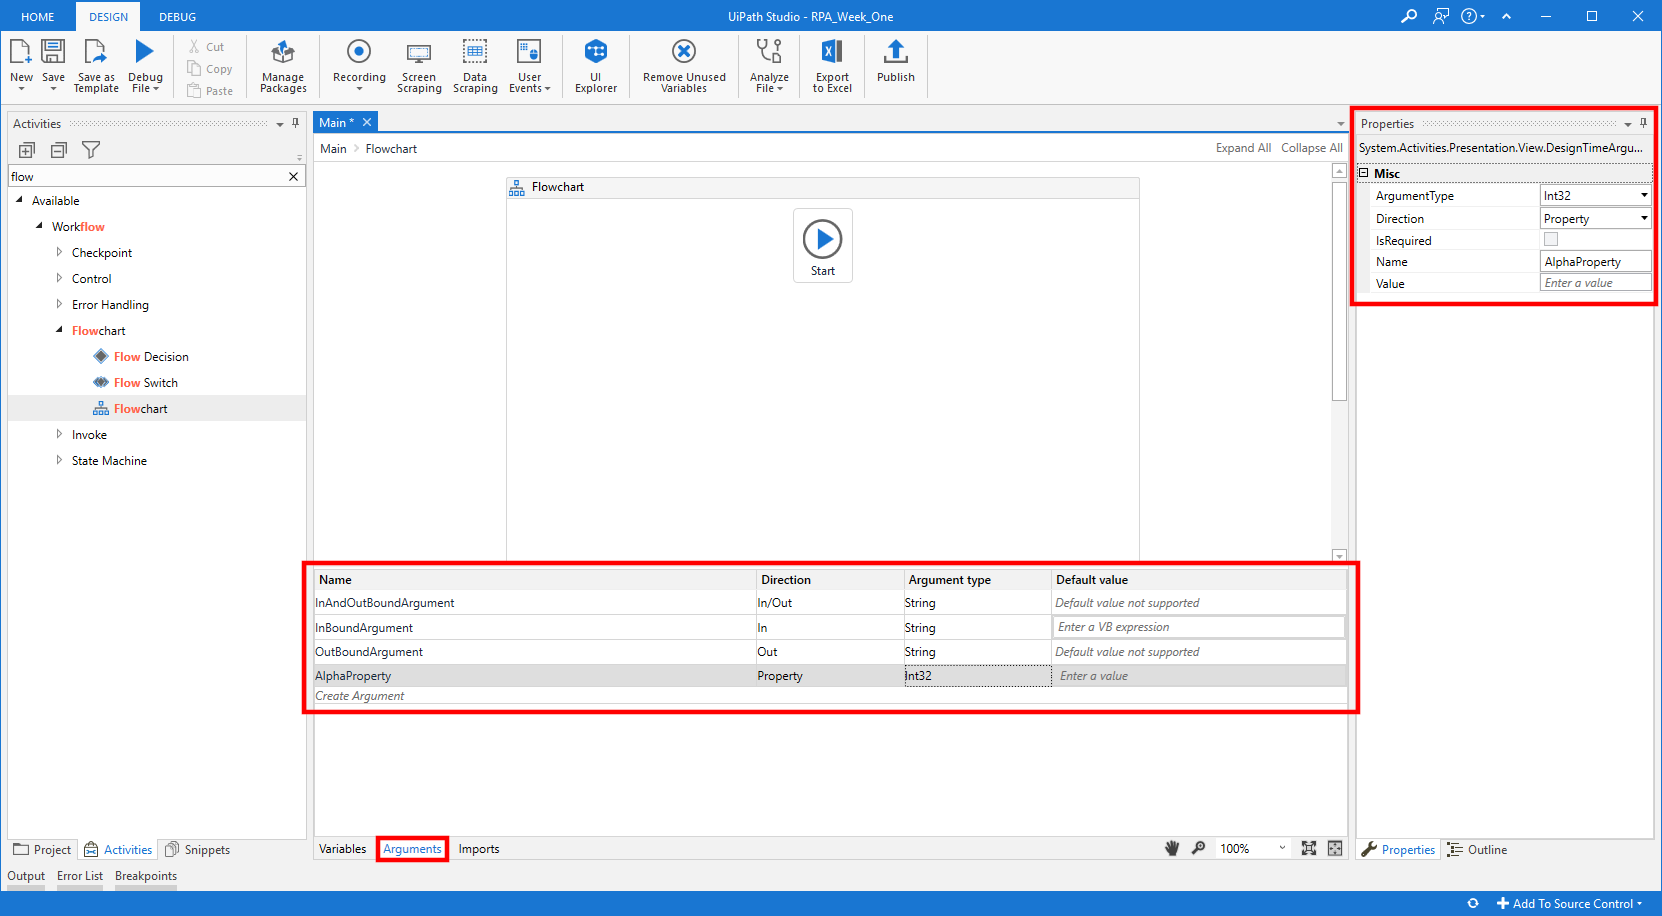 HOME DESIGN DEBUG UiPath Studio - RPA_Week_One
New Save Save as Template Debug File Cut Copy Paste Manage Packages Recording Screen Scraping Data Scraping User Events UI Explorer Remove Unused Variables Analyze File Export to Excel Publish
Activities
flow
Available
Workflow
Checkpoint
Control
Error Handling
Flowchart
Flow Decision
Flow Switch
Flowchart
Invoke
State Machine
Project Activities Snippets
Main *
Main > Flowchart Expand All Collapse All
Flowchart
Start
Name Direction Argument type Default value
InAndOutBoundArgument In/Out String Default value not supported
InBoundArgument In String Enter a VB expression
OutBoundArgument Out String Default value not supported
AlphaProperty Property Int32 Enter a value
Create Argument
Variables Arguments Imports 100%
Properties
System.Activities.Presentation.View.DesignTimeArgu...
Misc
ArgumentType Int32
Direction Property
IsRequired
Name AlphaProperty
Value Enter a value
Properties Outline
Output Error List Breakpoints
Add To Source Control